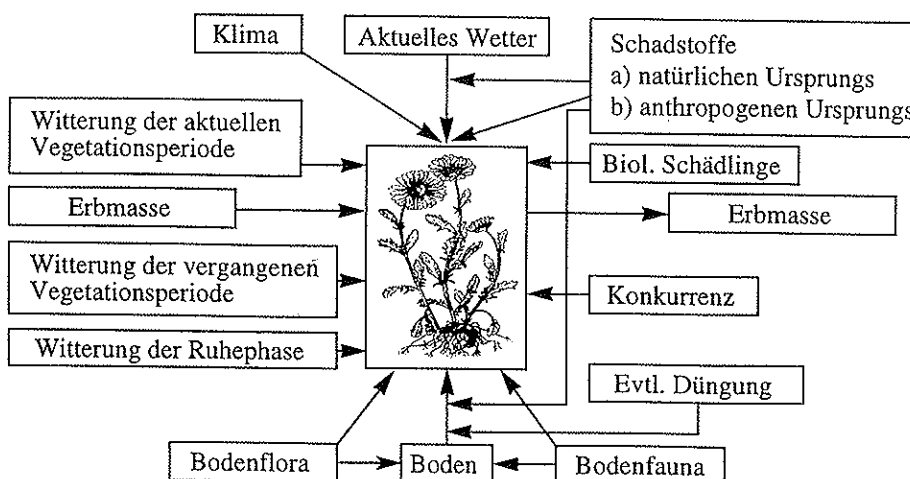 Klima
Aktuelles Wetter
Schadstoffe
a) natürlichen Ursprungs
b) anthropogenen Ursprungs
Witterung der aktuellen
Vegetationsperiode
Biol. Schädlinge
Erbmasse
Erbmasse
Witterung der vergangenen
Vegetationsperiode
Konkurrenz
Witterung der Ruhephase
Evtl. Düngung
Bodenflora
Boden
Bodenfauna